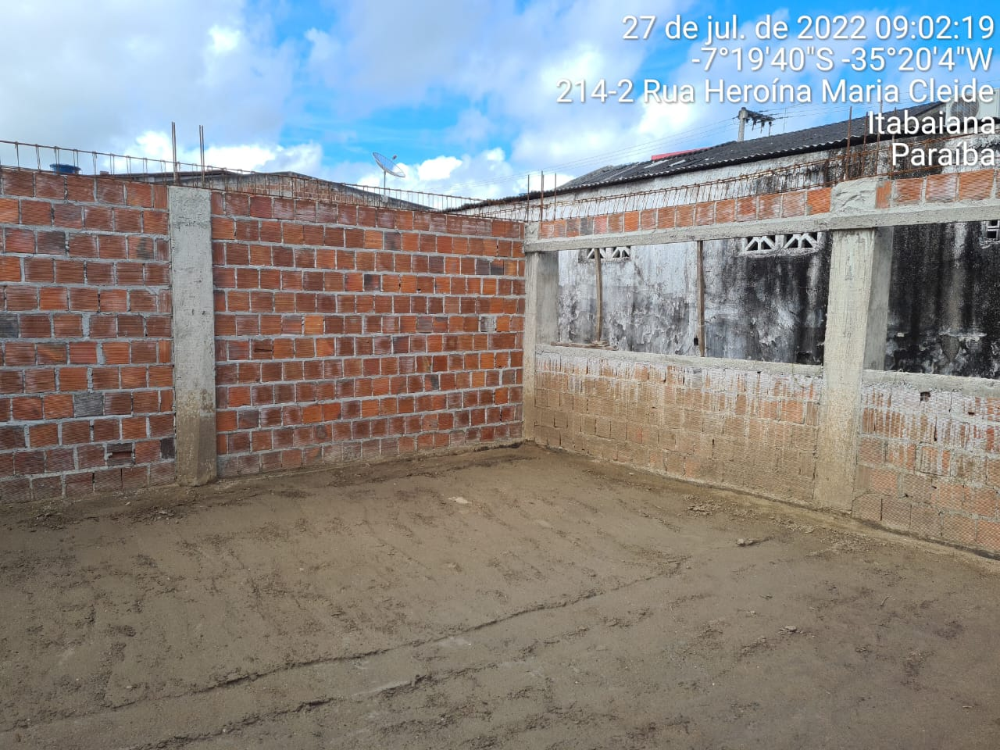 27 de jul. de 2022 09:02:19
-7°19'40"S -35°20'4"W
214-2 Rua Heroína Maria Cleide
Itabaiana
Paraíba